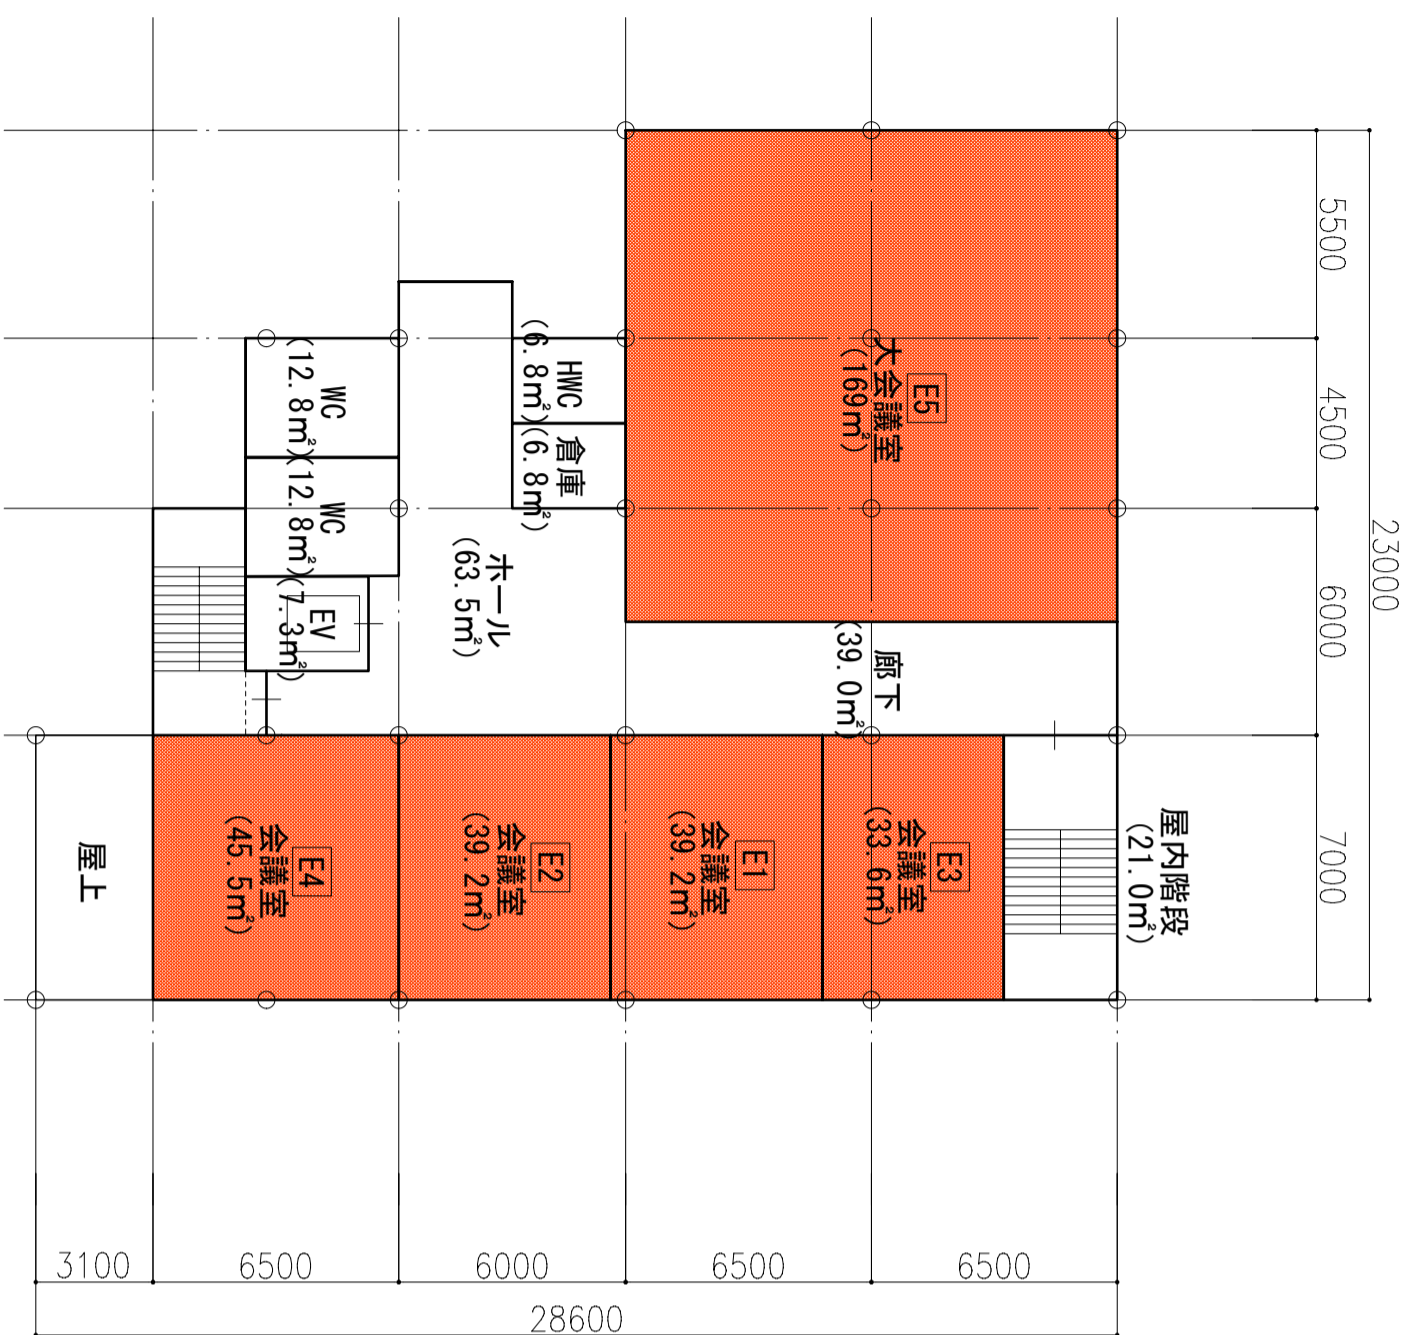 5500
4500
6000
7000
23000
E5
大会議室
(169㎡)
HWC
(6.8㎡)
倉庫
(6.8㎡)
WC
(12.8㎡)
WC
(12.8㎡)
EV
(7.3㎡)
ホール
(63.5㎡)
廊下
(39.0㎡)
屋内階段
(21.0㎡)
E3
会議室
(33.6㎡)
E1
会議室
(39.2㎡)
E2
会議室
(39.2㎡)
E4
会議室
(45.5㎡)
屋上
3100
6500
6000
6500
6500
28600